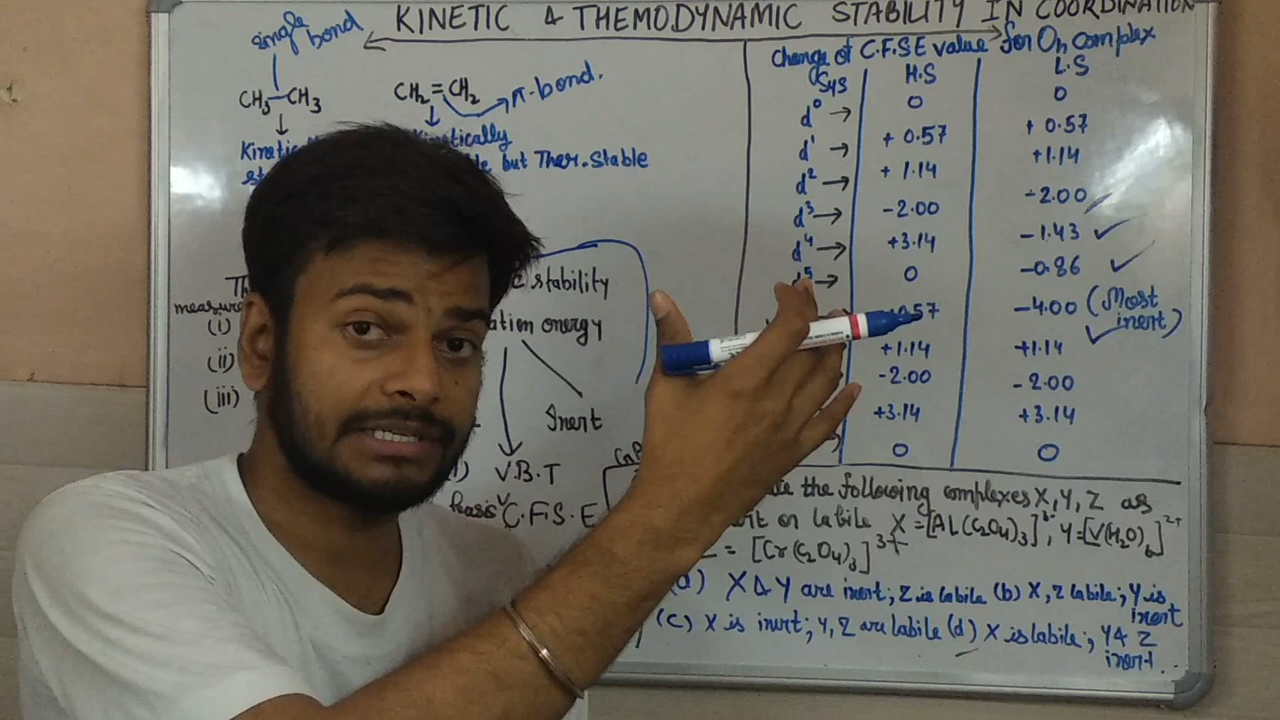 KINETIC & THEMODYNAMIC STABILITY IN COORDINATION
single bond
CH3-CH3
CH2=CH2
π-bond.
Kinetically
but Ther. Stable
stability
energy
Inert
V.B.T
C.F.S.E
measure
(i)
(ii)
(iii)
Change of C.F.S.E value for Oh complex
Sys H.S L.S
d⁰ → 0 0
d¹ → + 0.57 + 0.57
d² → + 1.14 +1.14
d³ → -2.00 -2.00
d⁴ → +3.14 -1.43 ✓
d⁵ → 0 -0.86 ✓
-4.00 (Most inert) ✓
+1.14 +1.14
-2.00 -2.00
+3.14 +3.14
0 0
the following complexes X, Y, Z as
or labile X = [Al(C2O4)3]³⁻; Y = [V(H2O)6]²⁺
= [Cr(C2O4)3]³⁺
(a) X & Y are inert; Z is labile (b) X, Z labile; Y is inert
(c) X is inert; Y, Z are labile (d) X is labile; Y & Z inert.